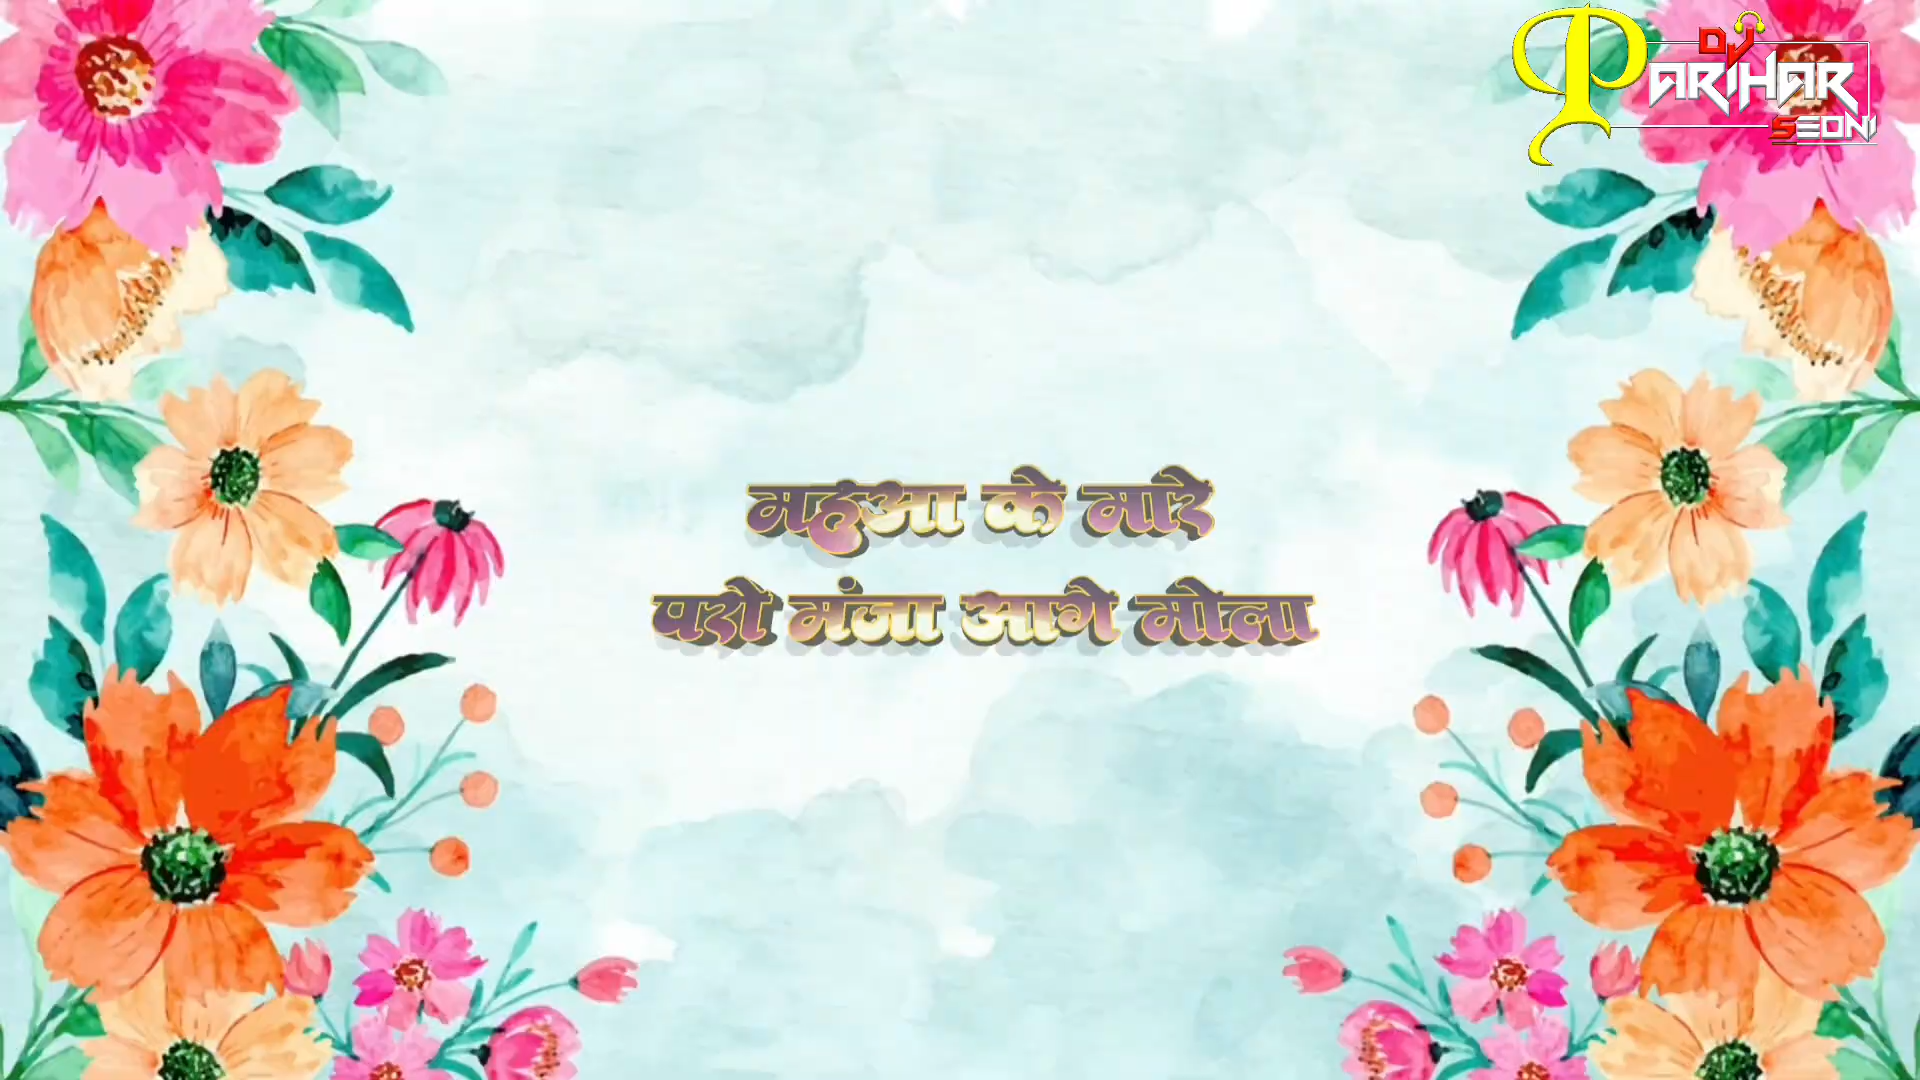 DJ
PARIHAR
SEONI
महुआ के मारे
परो मंजा आगे मोला